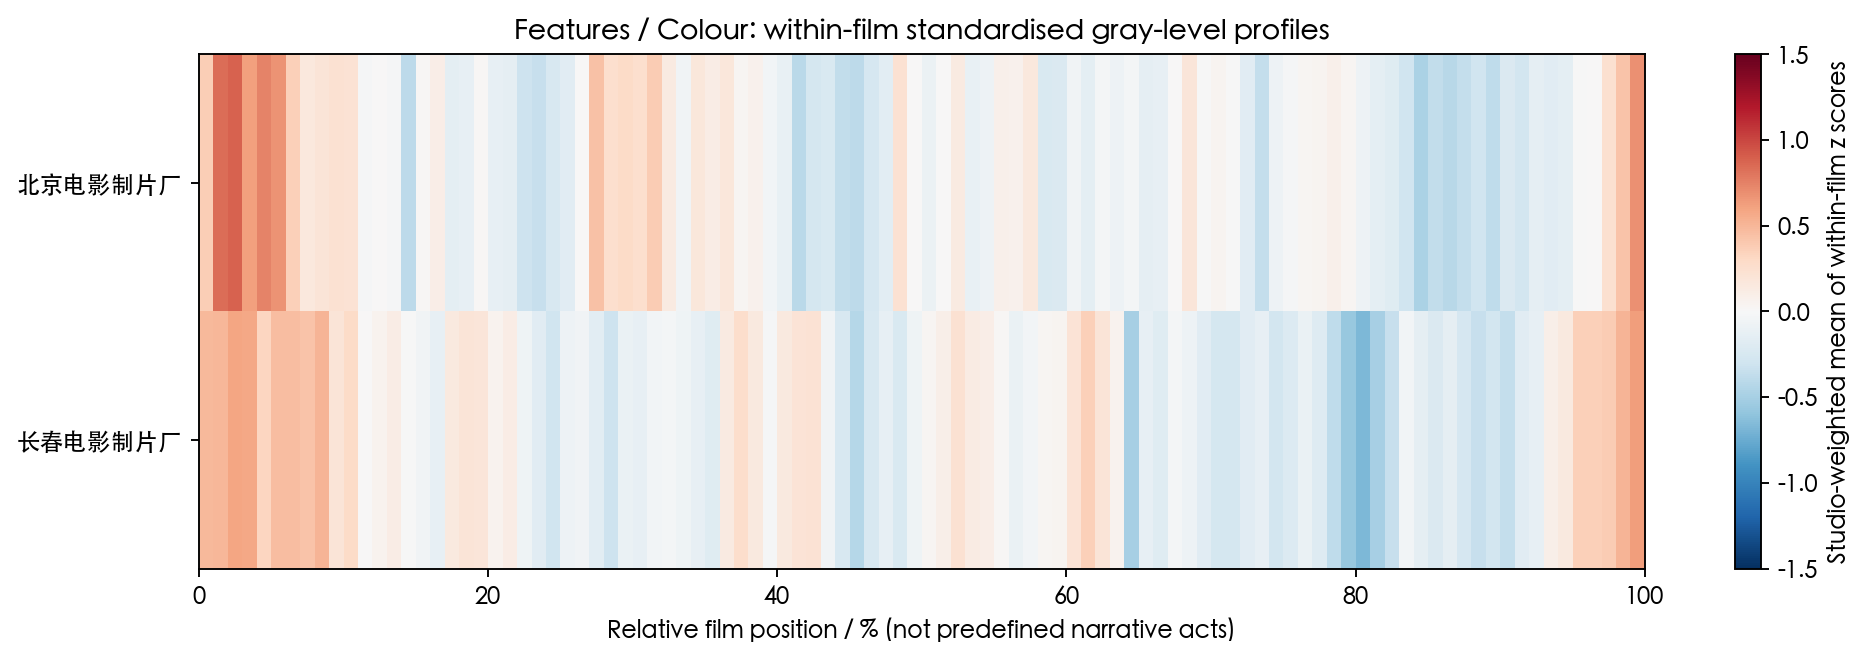 Features / Colour: within-film standardised gray-level profiles
北京电影制片厂
长春电影制片厂
0 20 40 60 80 100
Relative film position / % (not predefined narrative acts)
1.5
1.0
0.5
0.0
-0.5
-1.0
-1.5
Studio-weighted mean of within-film z scores